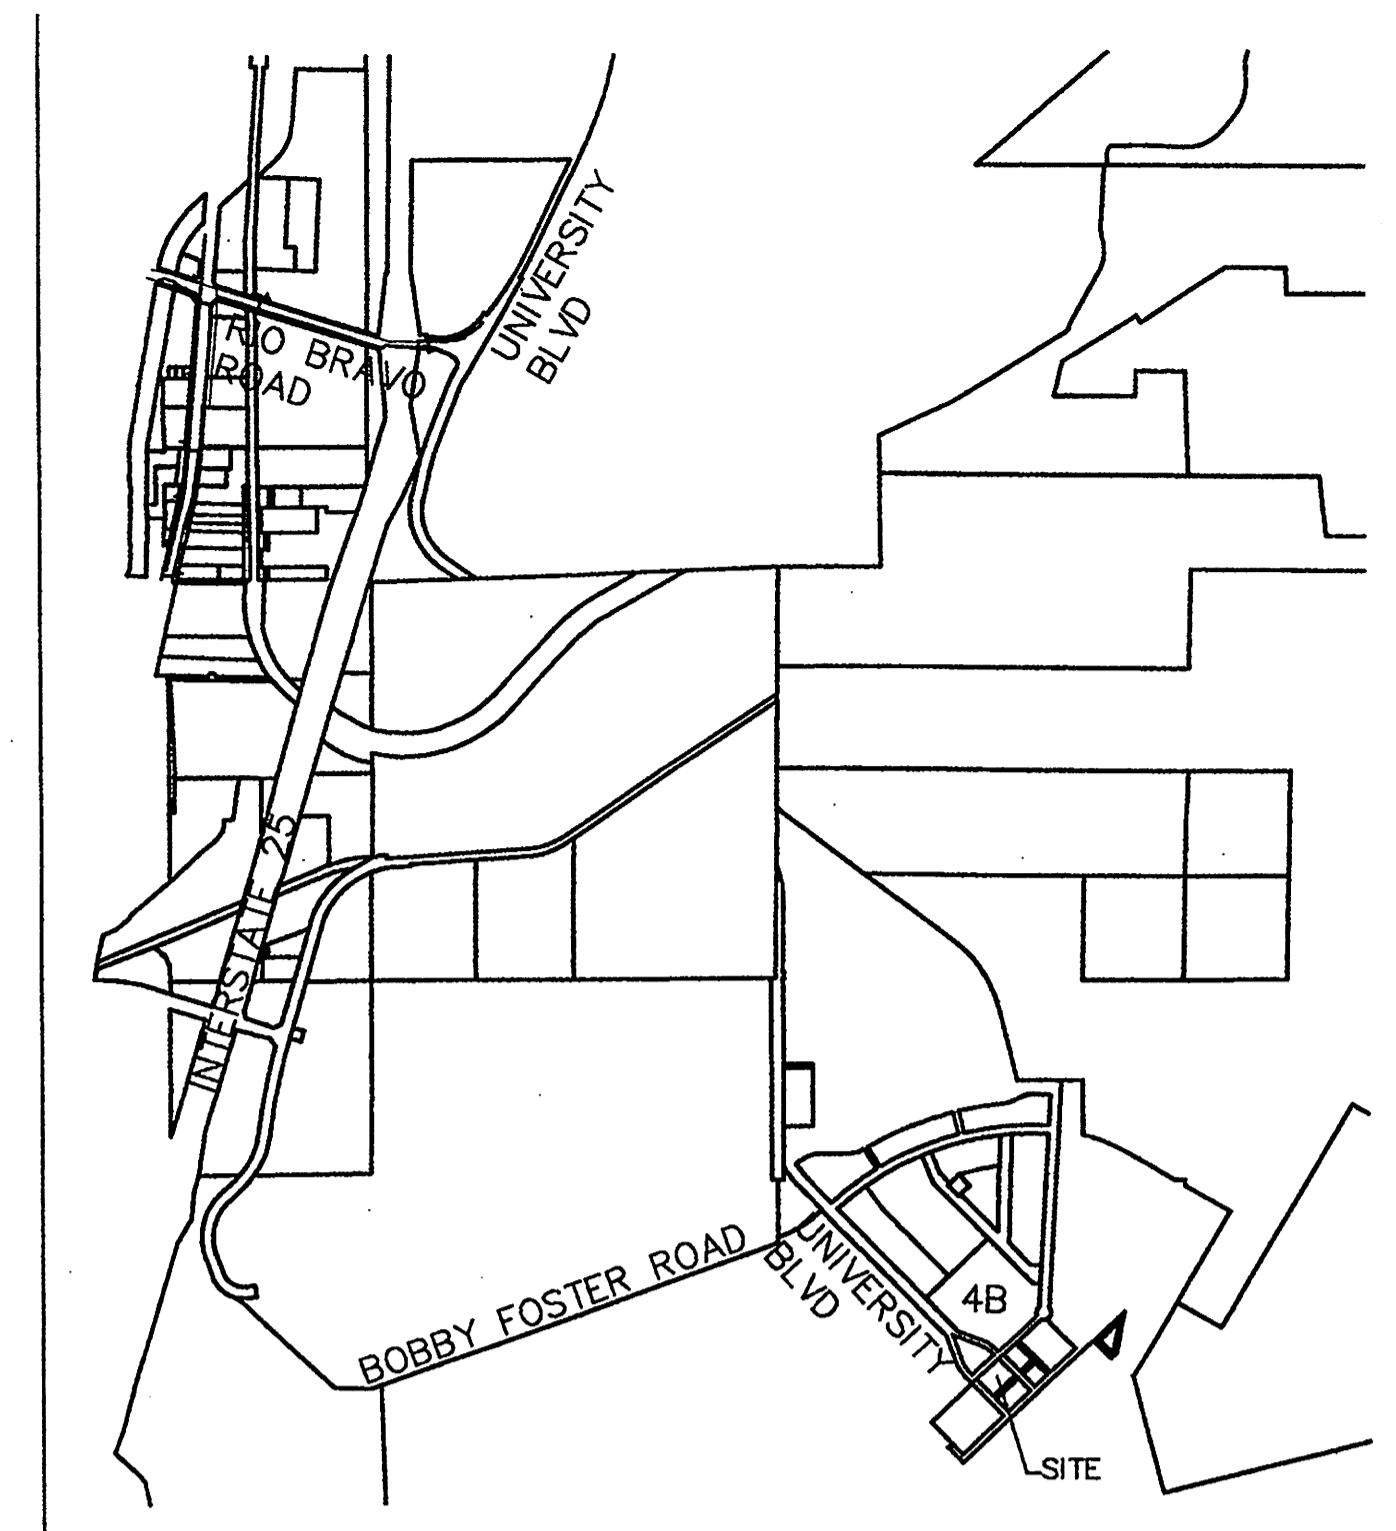 UNIVERSITY
BLVD
RIO BRAVO
ROAD
INTERSTATE 25
BOBBY FOSTER ROAD
UNIVERSITY
BLVD
4B
SITE